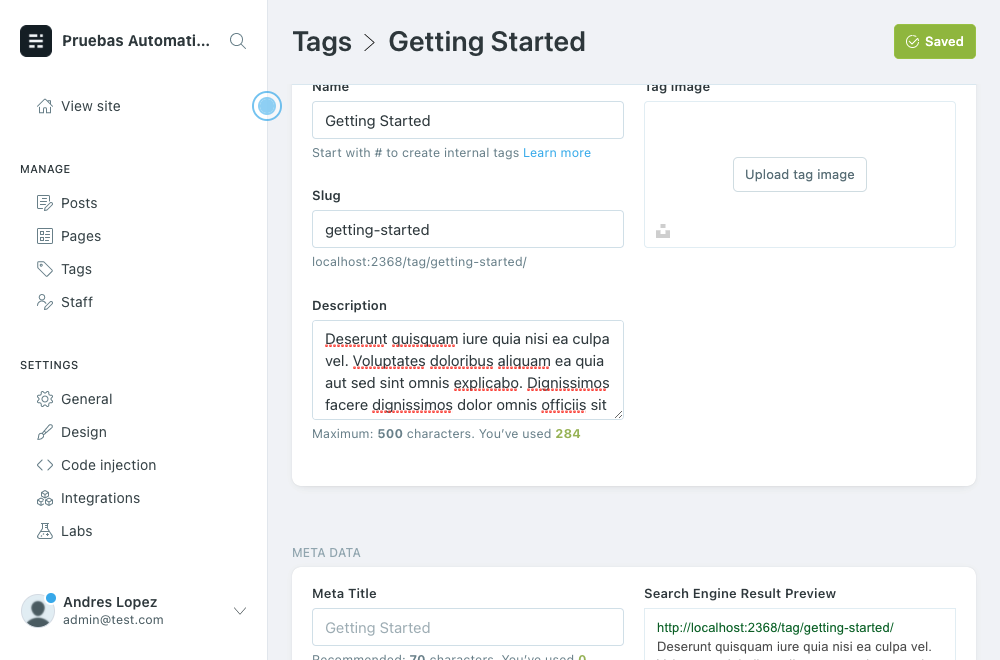 Pruebas Automati...
View site
MANAGE
Posts
Pages
Tags
Staff
SETTINGS
General
Design
Code injection
Integrations
Labs
Andres Lopez
admin@test.com
Tags > Getting Started
Saved
Name
Getting Started
Start with # to create internal tags Learn more
Slug
getting-started
localhost:2368/tag/getting-started/
Description
Deserunt quisquam iure quia nisi ea culpa
vel. Voluptates doloribus aliquam ea quia
aut sed sint omnis explicabo. Dignissimos
facere dignissimos dolor omnis officiis sit
Maximum: 500 characters. You’ve used 284
Tag image
Upload tag image
META DATA
Meta Title
Getting Started
Recommended: 70 characters. You’ve used 0
Search Engine Result Preview
http://localhost:2368/tag/getting-started/
Deserunt quisquam iure quia nisi ea culpa vel.